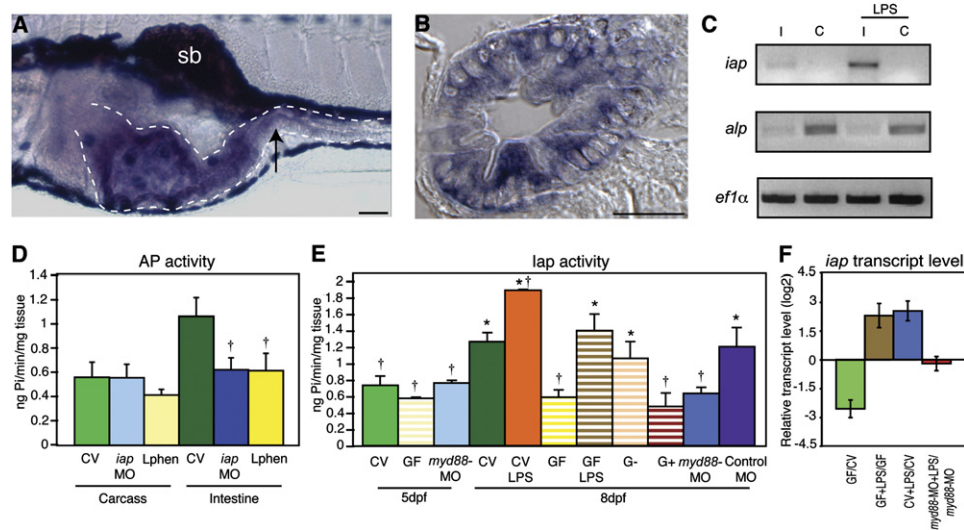 A
sb
B
C
LPS
I C I C
iap
alp
ef1α
D
AP activity
ng Pi/min/mg tissue
1.4
1.2
1
0.8
0.6
0.4
0.2
0
† †
CV iap MO Lphen CV iap MO Lphen
Carcass Intestine
E
Iap activity
ng Pi/min/mg tissue
2
1.8
1.6
1.4
1.2
1
0.8
0.6
0.4
0.2
0
† † † * *† † * * † † *
CV GF myd88-MO CV CV LPS GF GF LPS G- G+ myd88-MO Control MO
5dpf 8dpf
F
iap transcript level
Relative transcript level (log2)
4.5
3
1.5
0
-1.5
-3
-4.5
GF/CV
GF+LPS/GF
CV+LPS/CV
myd88-MO+LPS/
myd88-MO